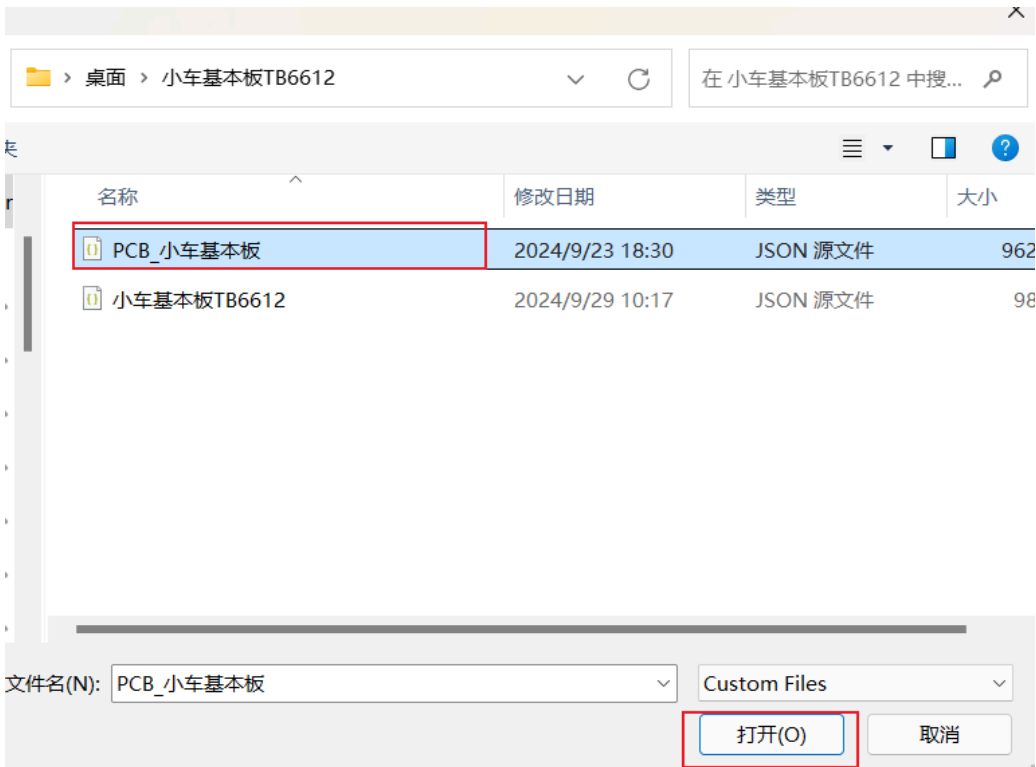 桌面 > 小车基本板TB6612
在 小车基本板TB6612 中搜...
夹
r
名称 修改日期 类型 大小
PCB_小车基本板 2024/9/23 18:30 JSON 源文件 962
小车基本板TB6612 2024/9/29 10:17 JSON 源文件 98
文件名(N): PCB_小车基本板 Custom Files
打开(O) 取消